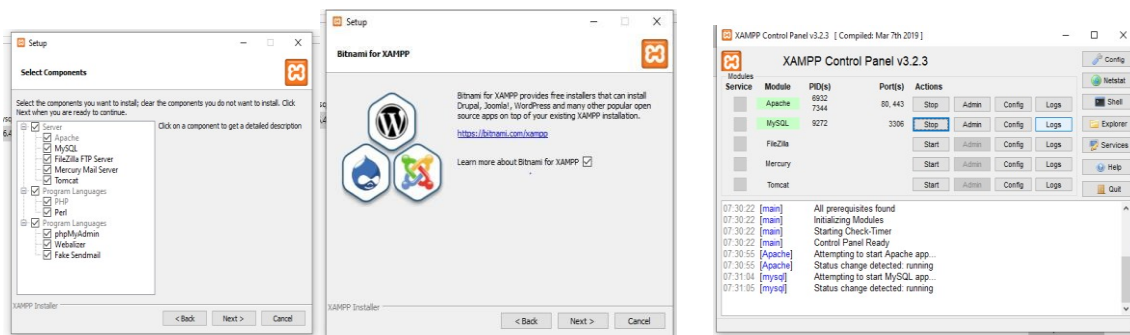 Setup
Select Components
Select the components you want to install; clear the components you do not want to install. Click
Next when you are ready to continue.
Server
Apache
MySQL
FileZilla FTP Server
Mercury Mail Server
Tomcat
Program Languages
PHP
Perl
Program Languages
phpMyAdmin
Webalizer
Fake Sendmail
Click on a component to get a detailed description
XAMPP Installer
< Back Next > Cancel
Setup
Bitnami for XAMPP
Bitnami for XAMPP provides free installers that can install
Drupal, Joomla!, WordPress and many other popular open
source apps on top of your existing XAMPP installation.
https://bitnami.com/xampp
Learn more about Bitnami for XAMPP
XAMPP Installer
< Back Next > Cancel
XAMPP Control Panel v3.2.3 [ Compiled: Mar 7th 2019 ]
XAMPP Control Panel v3.2.3
Config
Netstat
Shell
Explorer
Services
Help
Quit
Modules
Service Module PID(s) Port(s) Actions
Apache 6932 7344 80, 443 Stop Admin Config Logs
MySQL 9272 3306 Stop Admin Config Logs
FileZilla Start Admin Config Logs
Mercury Start Admin Config Logs
Tomcat Start Admin Config Logs
07:30:22 [main] All prerequisites found
07:30:22 [main] Initializing Modules
07:30:22 [main] Starting Check-Timer
07:30:22 [main] Control Panel Ready
07:30:55 [Apache] Attempting to start Apache app...
07:30:55 [Apache] Status change detected: running
07:31:04 [mysql] Attempting to start MySQL app...
07:31:05 [mysql] Status change detected: running